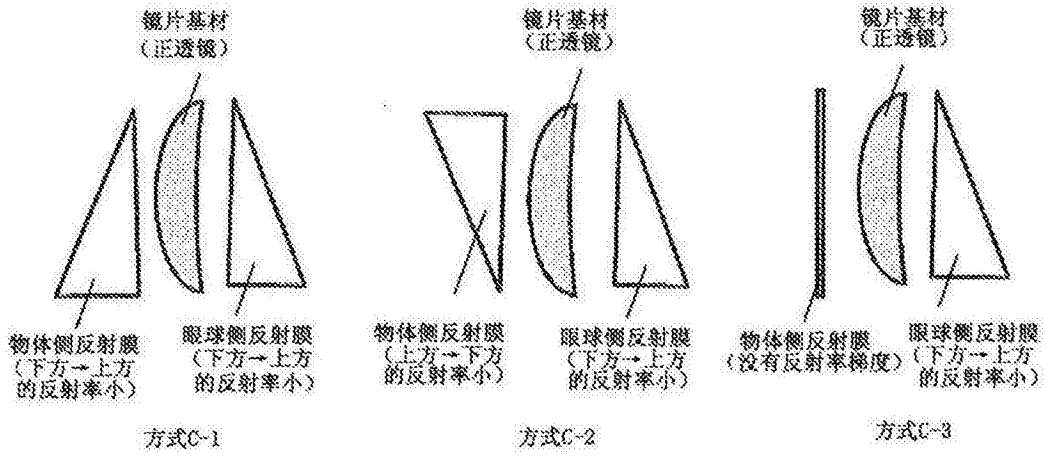 镜片基材
（正透镜）
物体侧反射膜
（下方→上方
的反射率小）
眼球侧反射膜
（下方→上方
的反射率小）
方式C-1
镜片基材
（正透镜）
物体侧反射膜
（上方→下方
的反射率小）
眼球侧反射膜
（下方→上方
的反射率小）
方式C-2
镜片基材
（正透镜）
物体侧反射膜
（没有反射率梯度）
眼球侧反射膜
（下方→上方
的反射率小）
方式C-3